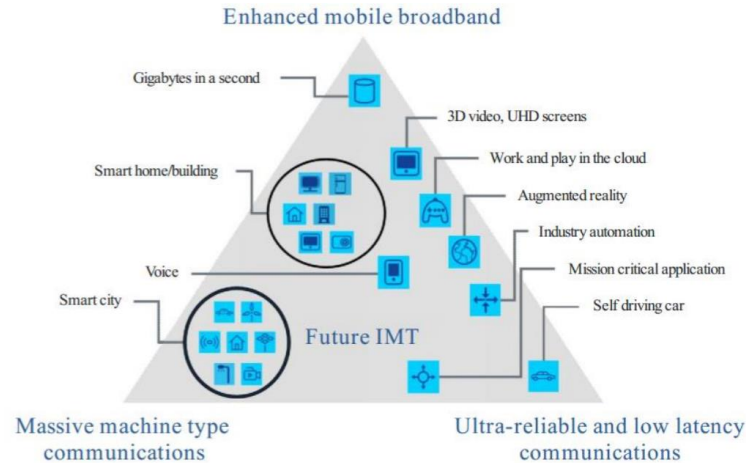 Enhanced mobile broadband
Gigabytes in a second
3D video, UHD screens
Smart home/building
Work and play in the cloud
Augmented reality
Industry automation
Voice
Mission critical application
Smart city
Self driving car
Future IMT
Massive machine type
communications
Ultra-reliable and low latency
communications